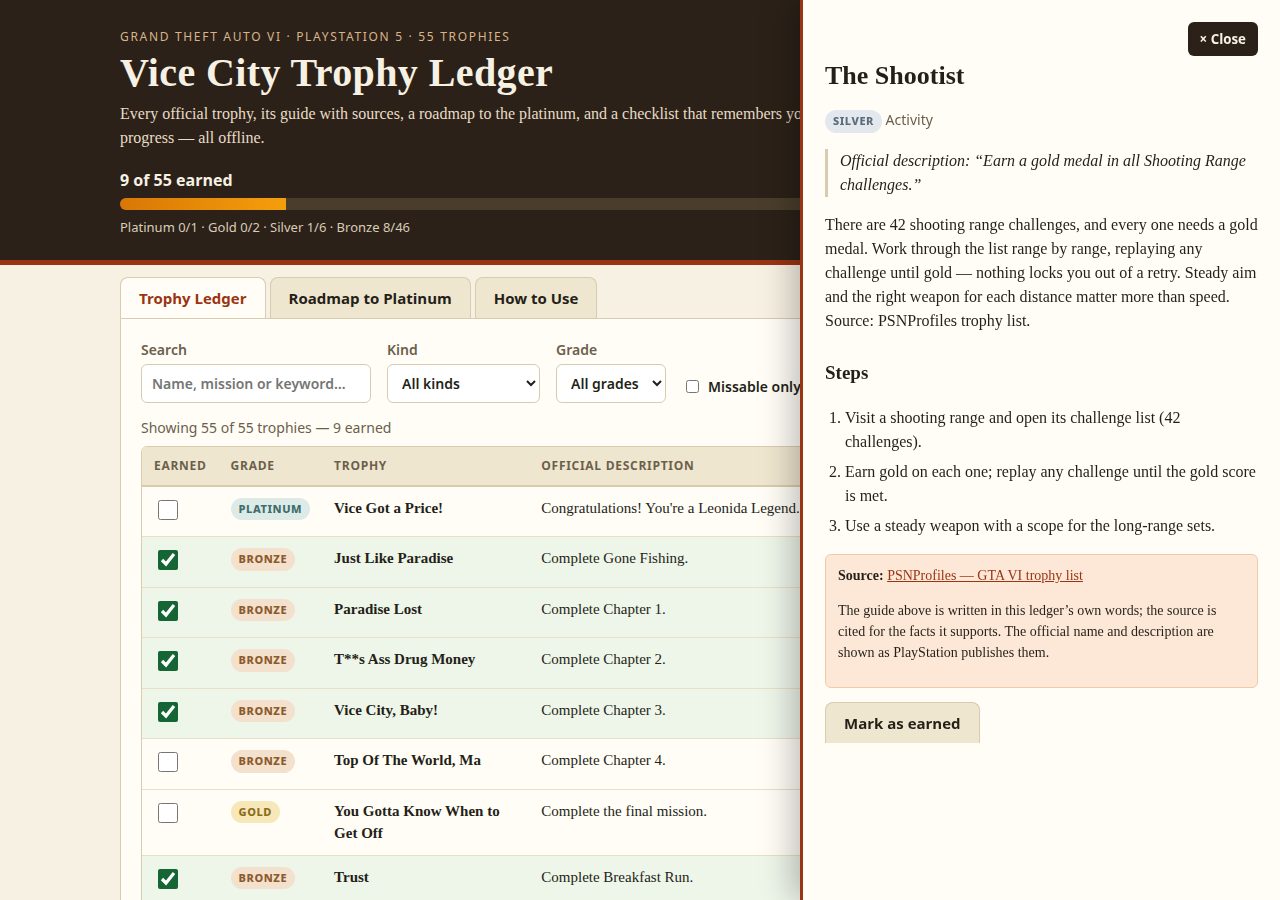 GRAND THEFT AUTO VI · PLAYSTATION 5 · 55 TROPHIES
Vice City Trophy Ledger
Every official trophy, its guide with sources, a roadmap to the platinum, and a checklist that remembers
progress — all offline.
9 of 55 earned
Platinum 0/1 · Gold 0/2 · Silver 1/6 · Bronze 8/46
Trophy Ledger
Roadmap to Platinum
How to Use
Search
Kind
Grade
Name, mission or keyword...
All kinds
All grades
Missable only
Showing 55 of 55 trophies — 9 earned
EARNED GRADE TROPHY OFFICIAL DESCRIPTION
PLATINUM Vice Got a Price! Congratulations! You're a Leonida Legend.
BRONZE Just Like Paradise Complete Gone Fishing.
BRONZE Paradise Lost Complete Chapter 1.
BRONZE T**s Ass Drug Money Complete Chapter 2.
BRONZE Vice City, Baby! Complete Chapter 3.
BRONZE Top Of The World, Ma Complete Chapter 4.
GOLD You Gotta Know When to Complete the final mission.
Get Off
BRONZE Trust Complete Breakfast Run.
× Close
The Shootist
SILVER Activity
Official description: “Earn a gold medal in all Shooting Range
challenges.”
There are 42 shooting range challenges, and every one needs a gold
medal. Work through the list range by range, replaying any
challenge until gold — nothing locks you out of a retry. Steady aim
and the right weapon for each distance matter more than speed.
Source: PSNProfiles trophy list.
Steps
1. Visit a shooting range and open its challenge list (42
challenges).
2. Earn gold on each one; replay any challenge until the gold score
is met.
3. Use a steady weapon with a scope for the long-range sets.
Source: PSNProfiles — GTA VI trophy list
The guide above is written in this ledger’s own words; the source is
cited for the facts it supports. The official name and description are
shown as PlayStation publishes them.
Mark as earned